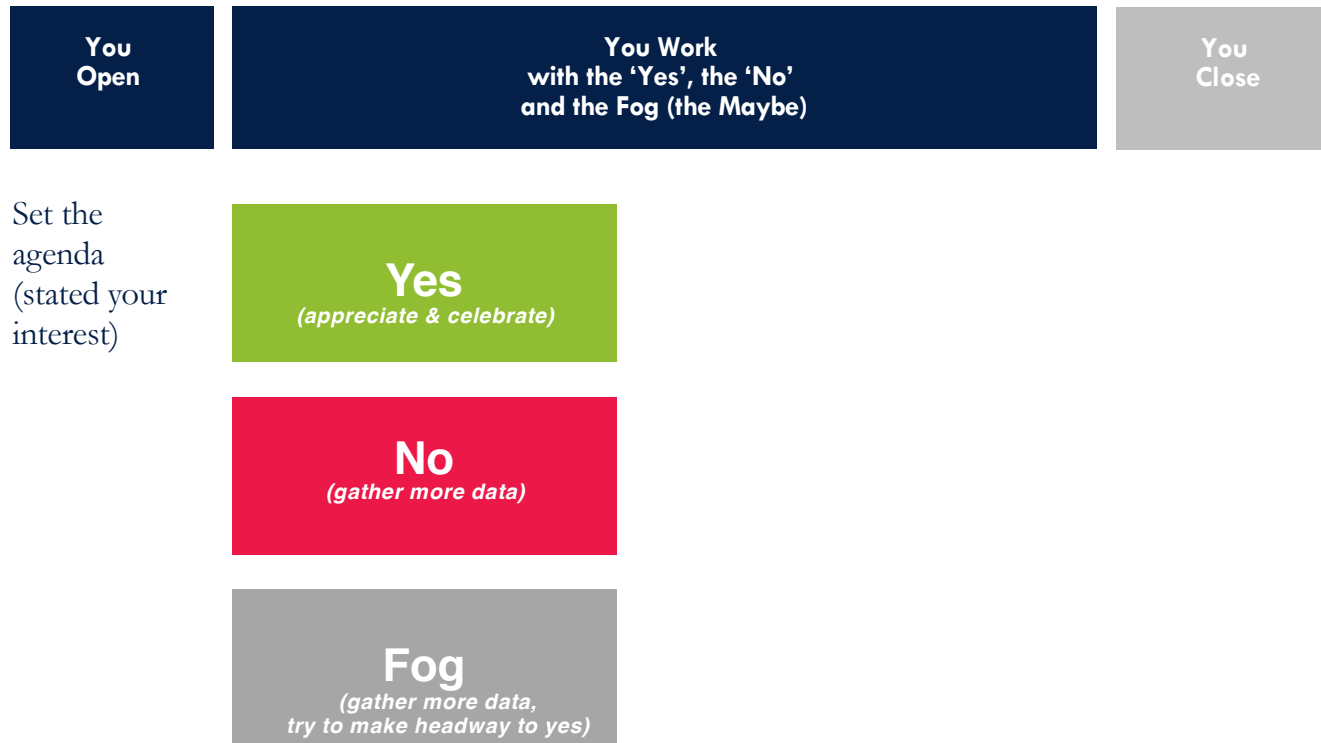 You
Open
You Work
with the ‘Yes’, the ‘No’
and the Fog (the Maybe)
You
Close
Set the
agenda
(stated your
interest)
Yes
(appreciate & celebrate)
No
(gather more data)
Fog
(gather more data,
try to make headway to yes)